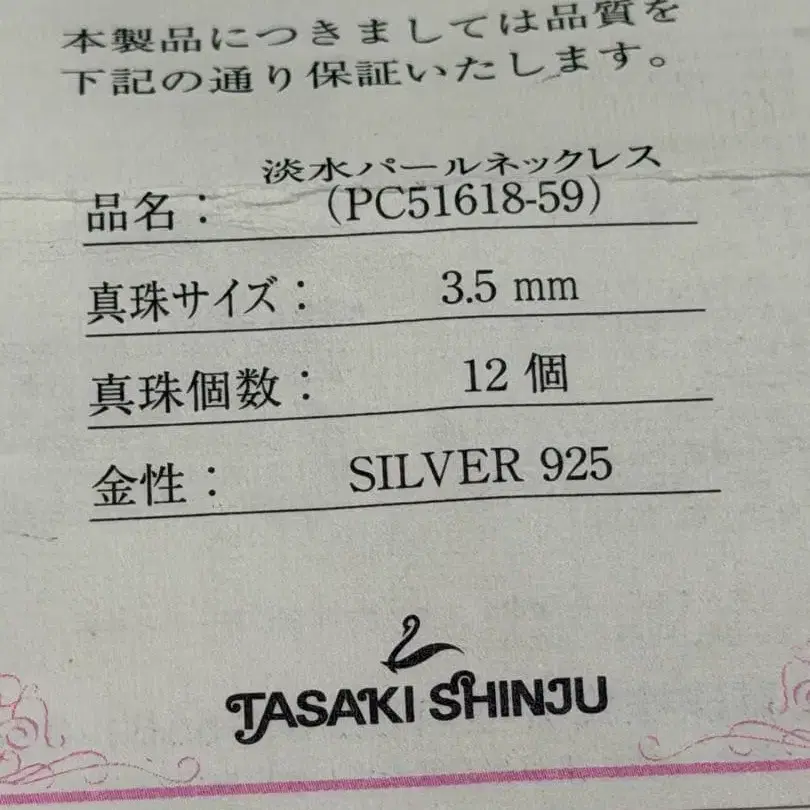 本製品につきましては品質を
下記の通り保証いたします。
淡水パールネックレス
品名： （PC51618-59）
真珠サイズ： 3.5 mm
真珠個数： 12 個
金性： SILVER 925
TASAKI SHINJU